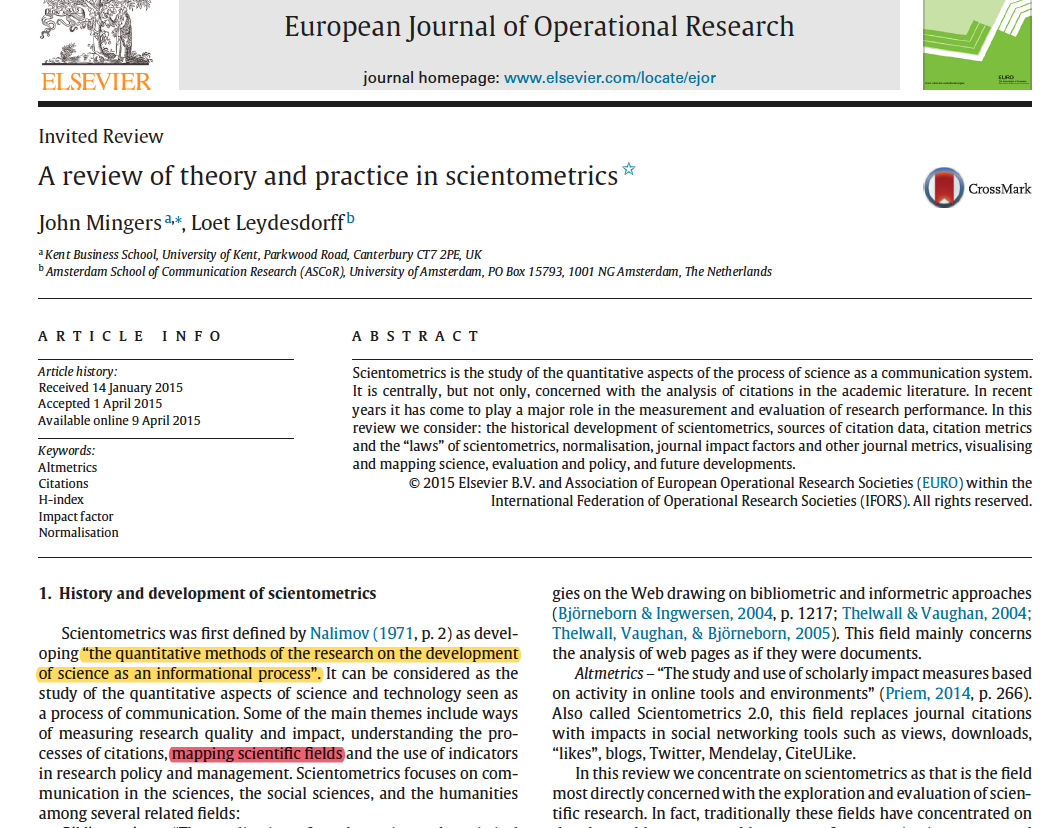 European Journal of Operational Research
journal homepage: www.elsevier.com/locate/ejor
ELSEVIER
EURO
Invited Review
A review of theory and practice in scientometrics☆
CrossMark
John Mingers a,*, Loet Leydesdorff b
a Kent Business School, University of Kent, Parkwood Road, Canterbury CT7 2PE, UK
b Amsterdam School of Communication Research (ASCoR), University of Amsterdam, PO Box 15793, 1001 NG Amsterdam, The Netherlands
ARTICLE INFO
Article history:
Received 14 January 2015
Accepted 1 April 2015
Available online 9 April 2015
Keywords:
Altmetrics
Citations
H-index
Impact factor
Normalisation
ABSTRACT
Scientometrics is the study of the quantitative aspects of the process of science as a communication system.
It is centrally, but not only, concerned with the analysis of citations in the academic literature. In recent
years it has come to play a major role in the measurement and evaluation of research performance. In this
review we consider: the historical development of scientometrics, sources of citation data, citation metrics
and the “laws” of scientometrics, normalisation, journal impact factors and other journal metrics, visualising
and mapping science, evaluation and policy, and future developments.
© 2015 Elsevier B.V. and Association of European Operational Research Societies (EURO) within the
International Federation of Operational Research Societies (IFORS). All rights reserved.
1. History and development of scientometrics
Scientometrics was first defined by Nalimov (1971, p. 2) as devel-
oping “the quantitative methods of the research on the development
of science as an informational process”. It can be considered as the
study of the quantitative aspects of science and technology seen as
a process of communication. Some of the main themes include ways
of measuring research quality and impact, understanding the pro-
cesses of citations, mapping scientific fields and the use of indicators
in research policy and management. Scientometrics focuses on com-
munication in the sciences, the social sciences, and the humanities
among several related fields:
gies on the Web drawing on bibliometric and informetric approaches
(Björneborn & Ingwersen, 2004, p. 1217; Thelwall & Vaughan, 2004;
Thelwall, Vaughan, & Björneborn, 2005). This field mainly concerns
the analysis of web pages as if they were documents.
Altmetrics – “The study and use of scholarly impact measures based
on activity in online tools and environments” (Priem, 2014, p. 266).
Also called Scientometrics 2.0, this field replaces journal citations
with impacts in social networking tools such as views, downloads,
“likes”, blogs, Twitter, Mendelay, CiteULike.
In this review we concentrate on scientometrics as that is the field
most directly concerned with the exploration and evaluation of scien-
tific research. In fact, traditionally these fields have concentrated on